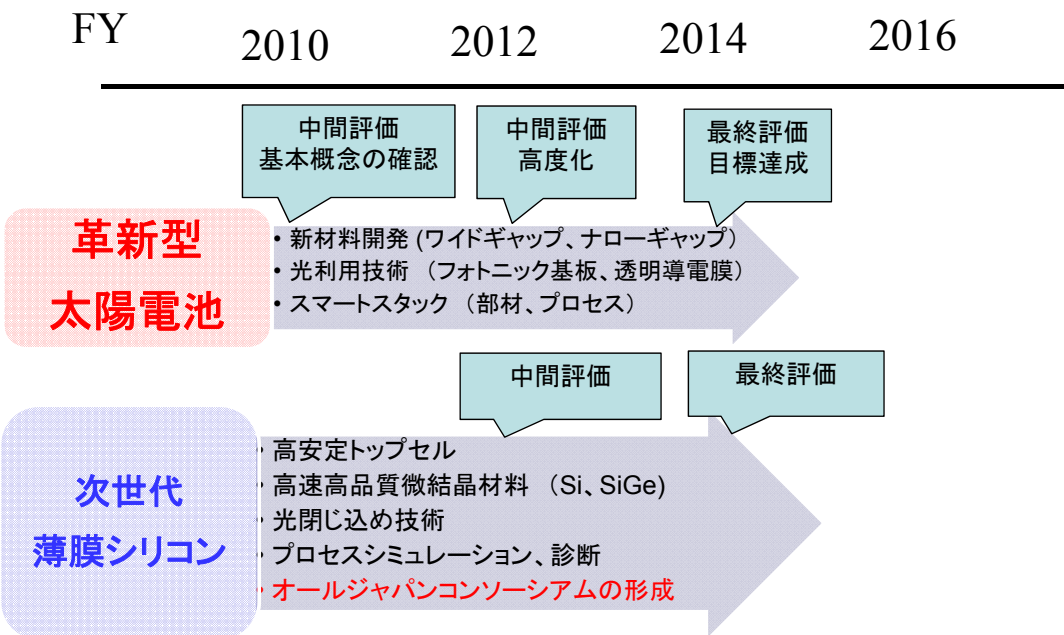 FY 2010 2012 2014 2016
中間評価
基本概念の確認
中間評価
高度化
最終評価
目標達成
革新型
太陽電池
・新材料開発 (ワイドギャップ、ナローギャップ)
・光利用技術 (フォトニック基板、透明導電膜)
・スマートスタック (部材、プロセス)
中間評価
最終評価
次世代
薄膜シリコン
・高安定トップセル
・高速高品質微結晶材料 (Si、SiGe)
・光閉じ込め技術
・プロセスシミュレーション、診断
・オールジャパンコンソーシアムの形成